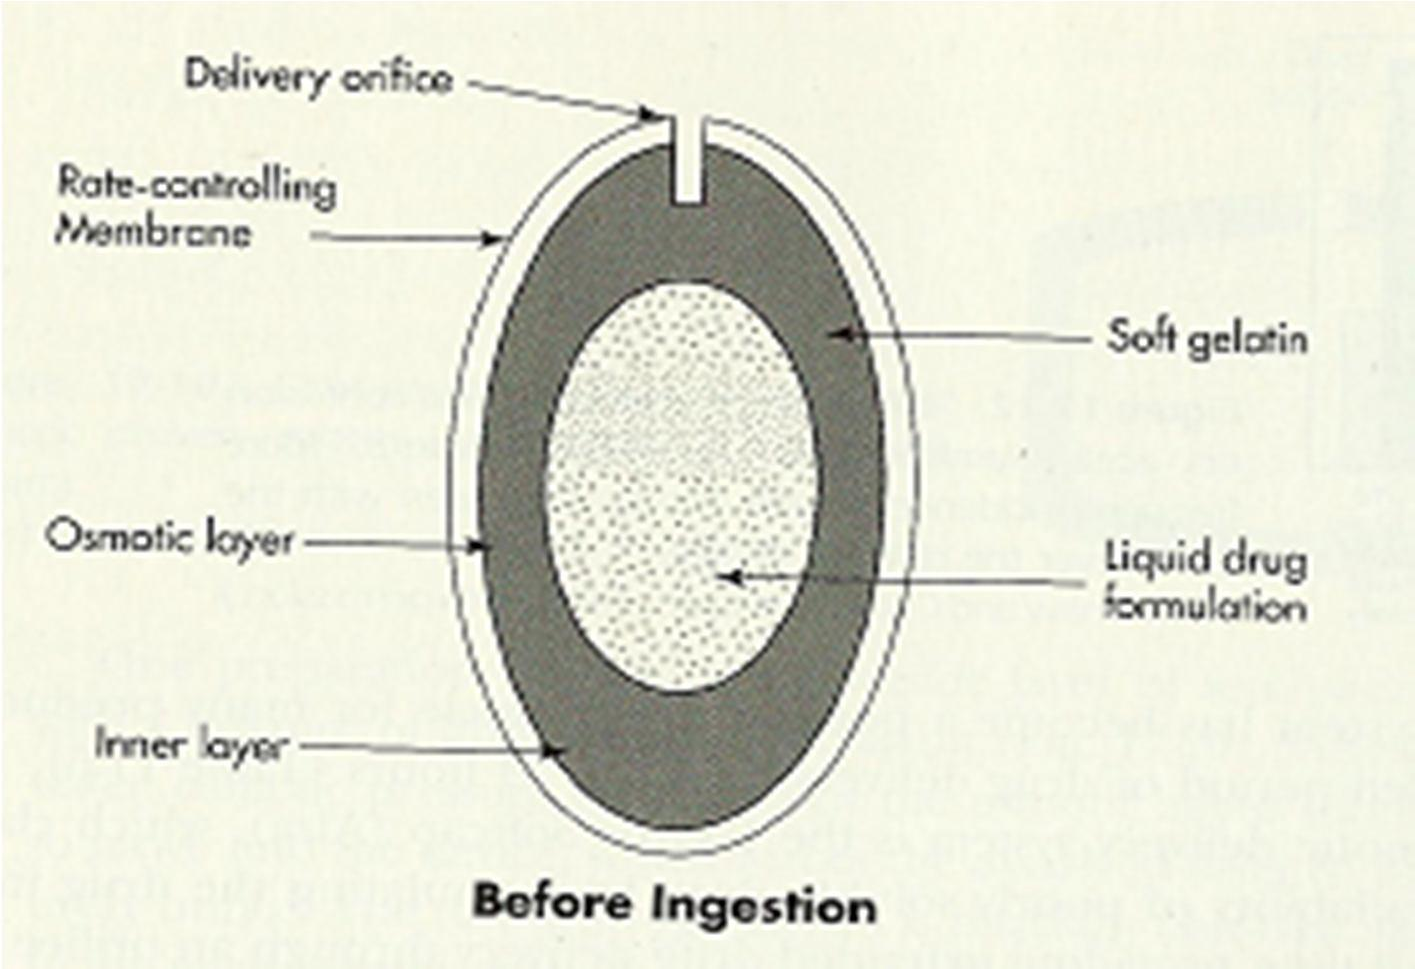 Delivery orifice
Rate-controlling
Membrane
Soft gelatin
Osmotic layer
Liquid drug
formulation
Inner layer
Before Ingestion